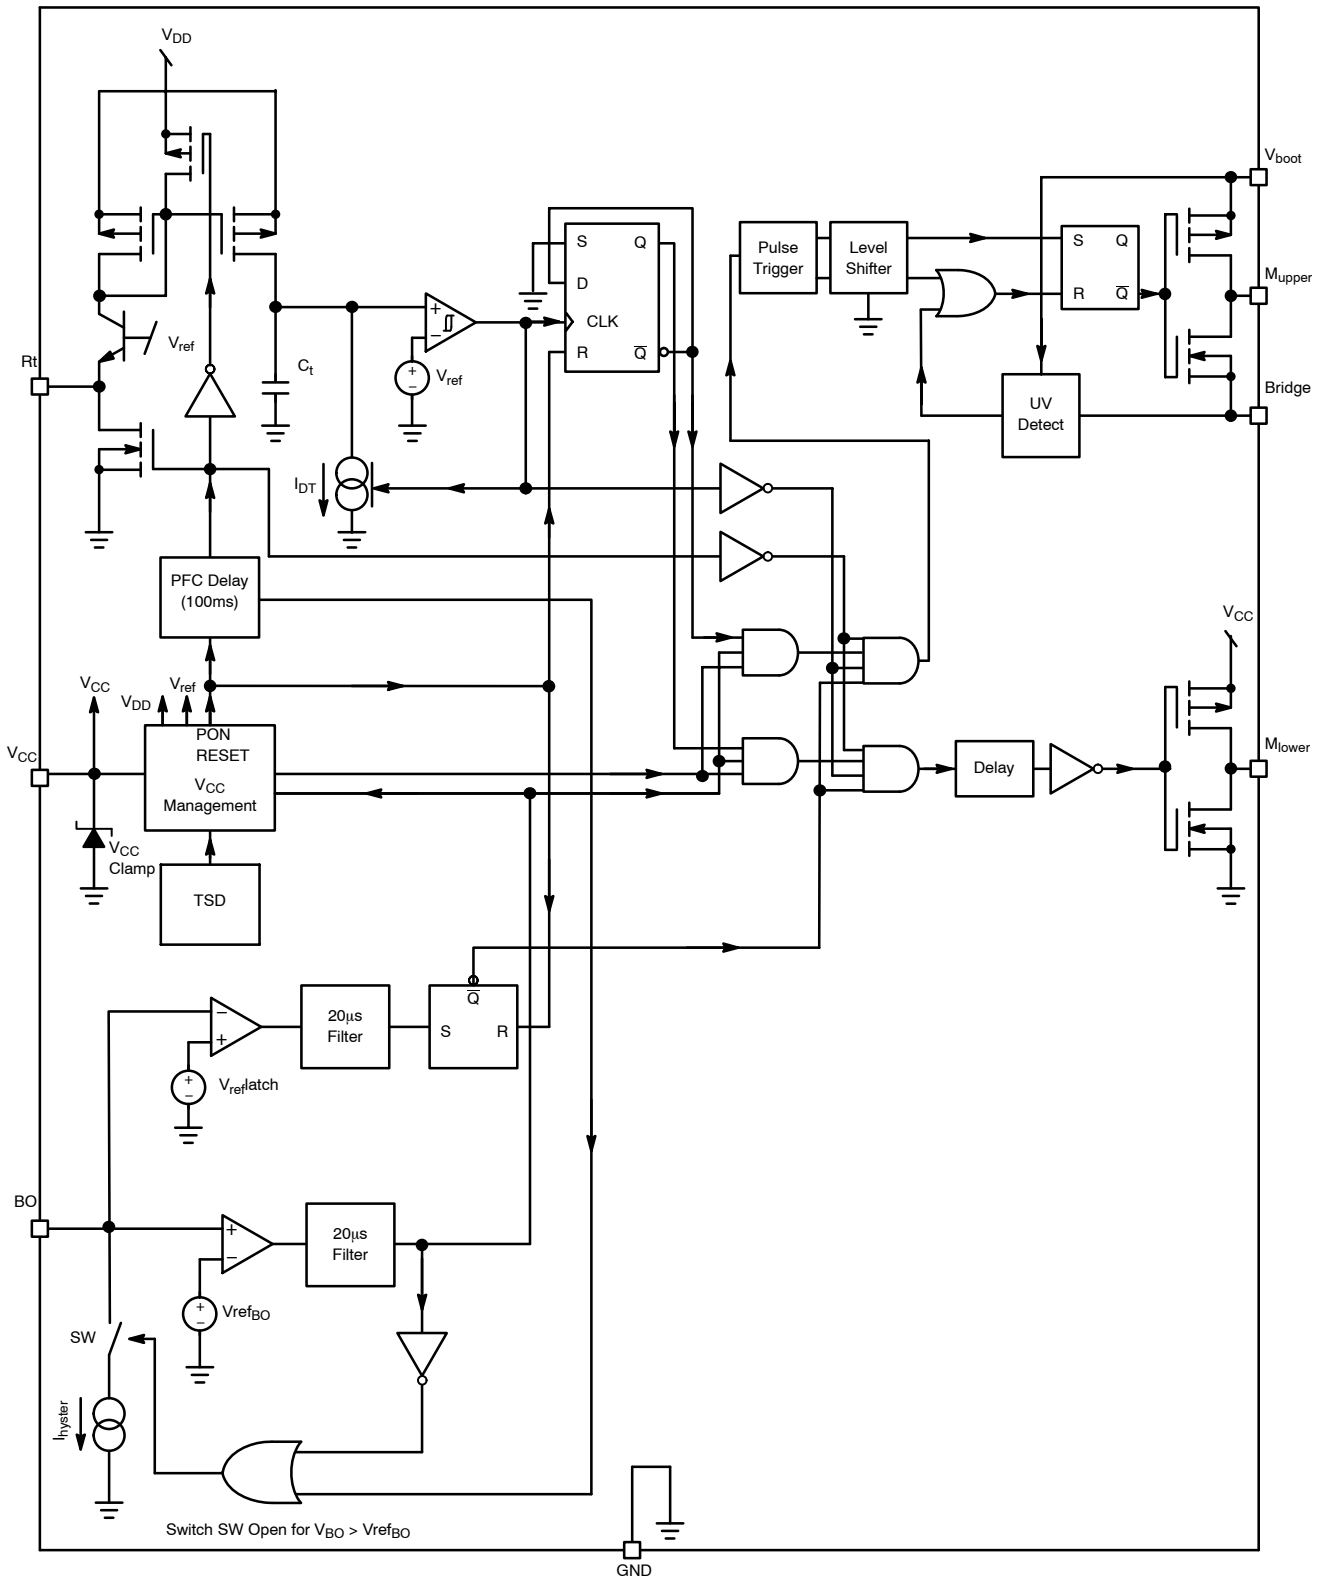 VDD
Vboot
S Q
D
CLK
R Q
Pulse
Trigger
Level
Shifter
S Q
R Q
Mupper
Vref
Rt
Ct
+
−
+
−
Vref
Bridge
UV
Detect
IDT
PFC Delay
(100ms)
VCC
VCC
VDD
Vref
PON
RESET
VCC
Mlower
VCC
Management
Delay
VCC
Clamp
TSD
Q
−
+
20μs
Filter
S R
+
−
Vreflatch
BO
+
−
20μs
Filter
+
−
VrefBO
SW
Ihyster
Switch SW Open for VBO > VrefBO
GND